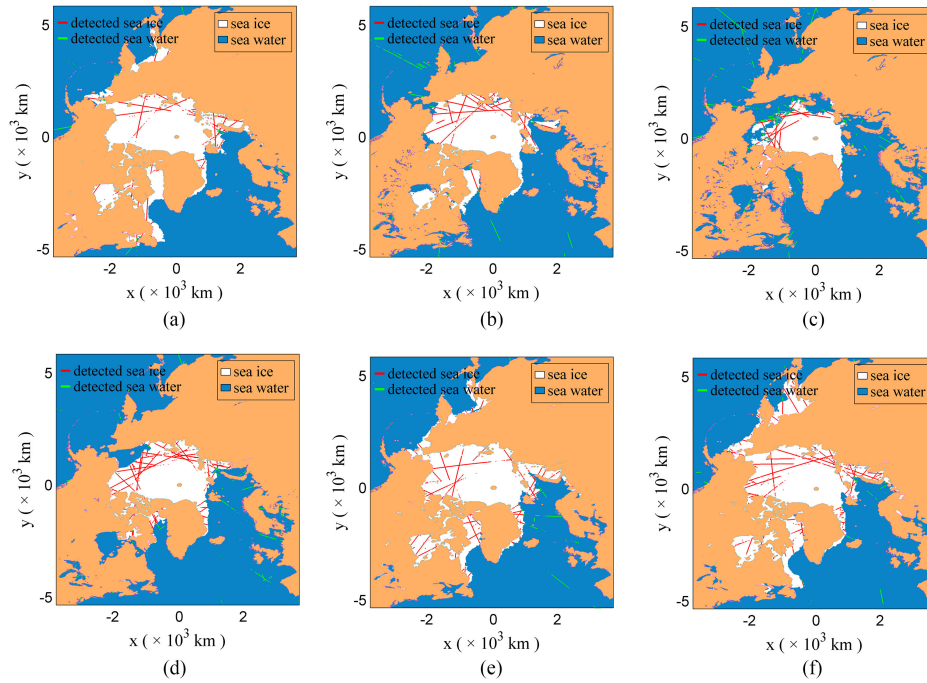 detected sea ice
detected sea water
sea ice
sea water
5
0
-5
y ( × 10³ km)
-2
0
2
x ( × 10³ km)
(a)
detected sea ice
detected sea water
sea ice
sea water
5
0
-5
y ( × 10³ km)
-2
0
2
x ( × 10³ km)
(b)
detected sea ice
detected sea water
sea ice
sea water
5
0
-5
y ( × 10³ km)
-2
0
2
x ( × 10³ km)
(c)
detected sea ice
detected sea water
sea ice
sea water
5
0
-5
y ( × 10³ km)
-2
0
2
x ( × 10³ km)
(d)
detected sea ice
detected sea water
sea ice
sea water
5
0
-5
y ( × 10³ km)
-2
0
2
x ( × 10³ km)
(e)
detected sea ice
detected sea water
sea ice
sea water
5
0
-5
y ( × 10³ km)
-2
0
2
x ( × 10³ km)
(f)